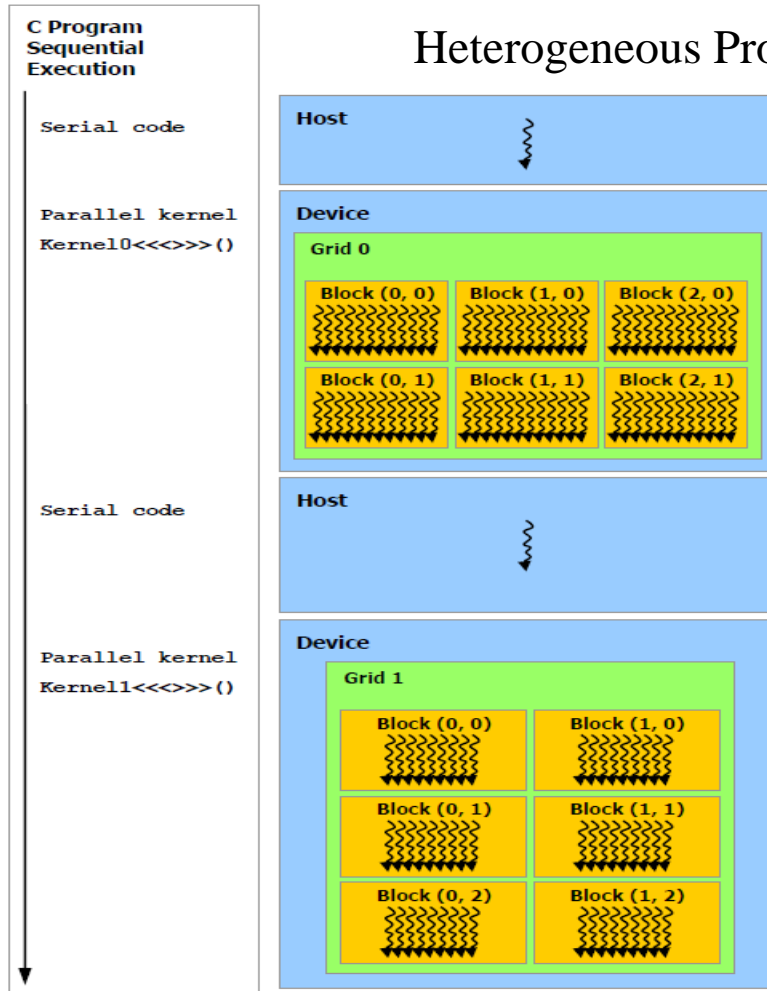 C Program
Sequential
Execution
Heterogeneous Pro
Serial code
Host
Parallel kernel
Kernel0<<<>>>()
Device
Grid 0
Block (0, 0) Block (1, 0) Block (2, 0)
Block (0, 1) Block (1, 1) Block (2, 1)
Serial code
Host
Parallel kernel
Kernel1<<<>>>()
Device
Grid 1
Block (0, 0) Block (1, 0)
Block (0, 1) Block (1, 1)
Block (0, 2) Block (1, 2)